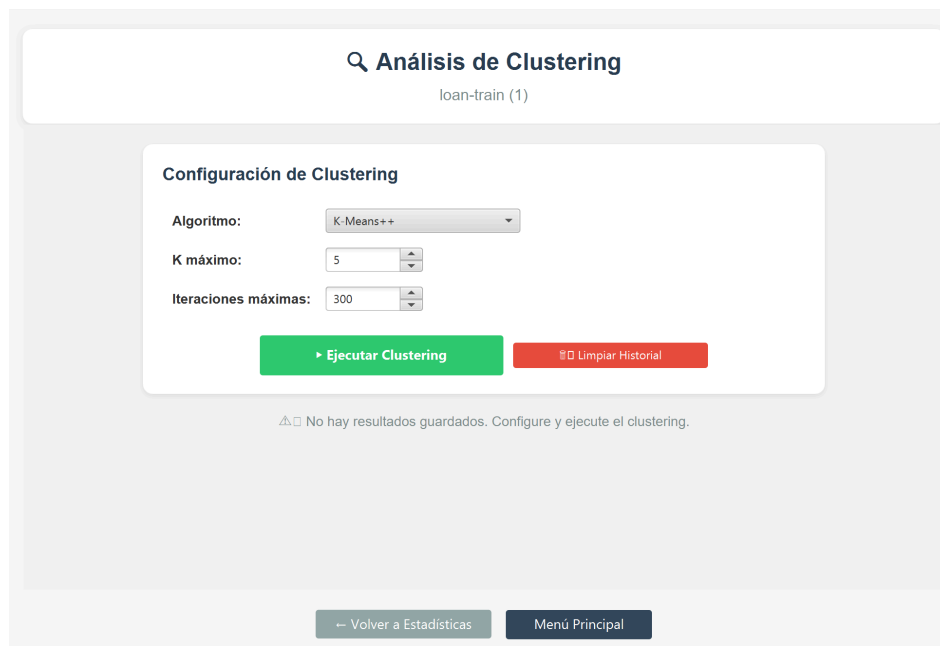 🔍 Análisis de Clustering
loan-train (1)
Configuración de Clustering
Algoritmo: K-Means++
K máximo: 5
Iteraciones máximas: 300
▶ Ejecutar Clustering 🗑□ Limpiar Historial
⚠□ No hay resultados guardados. Configure y ejecute el clustering.
← Volver a Estadísticas Menú Principal